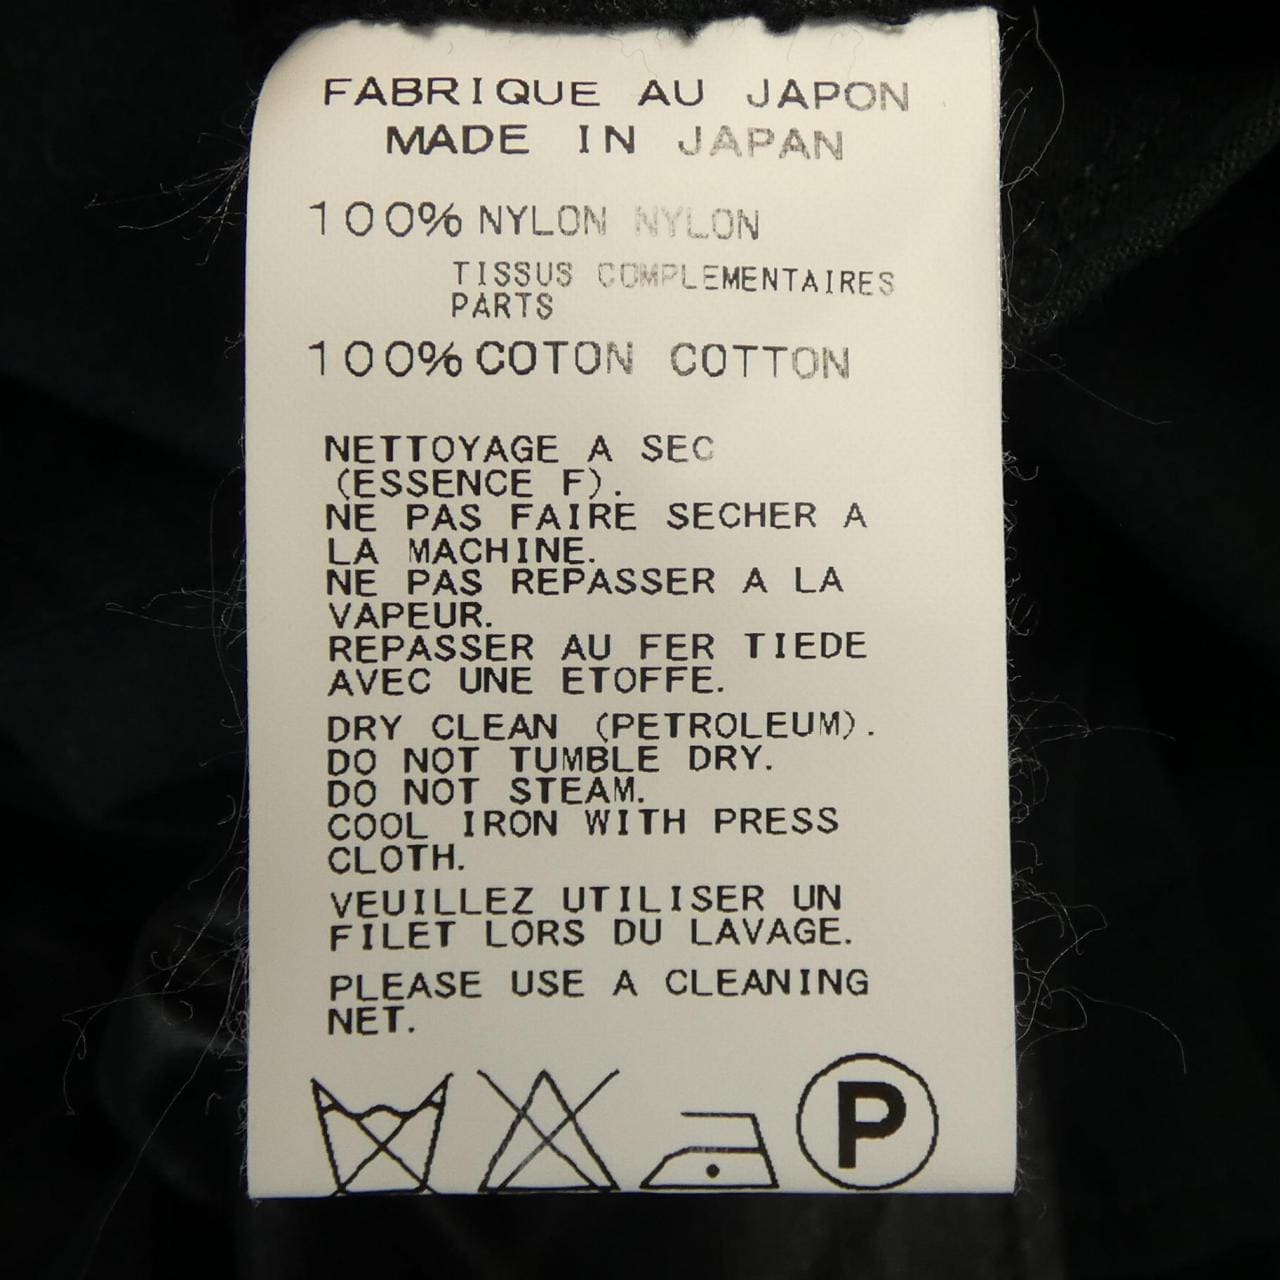 FABRIQUE AU JAPON
MADE IN JAPAN
100% NYLON NYLON
TISSUS COMPLEMENTAIRES
PARTS
100% COTON COTTON
NETTOYAGE A SEC
(ESSENCE F).
NE PAS FAIRE SECHER A
LA MACHINE.
NE PAS REPASSER A LA
VAPEUR.
REPASSER AU FER TIEDE
AVEC UNE ETOFFE.
DRY CLEAN (PETROLEUM).
DO NOT TUMBLE DRY.
DO NOT STEAM.
COOL IRON WITH PRESS
CLOTH.
VEUILLEZ UTILISER UN
FILET LORS DU LAVAGE.
PLEASE USE A CLEANING
NET.
P